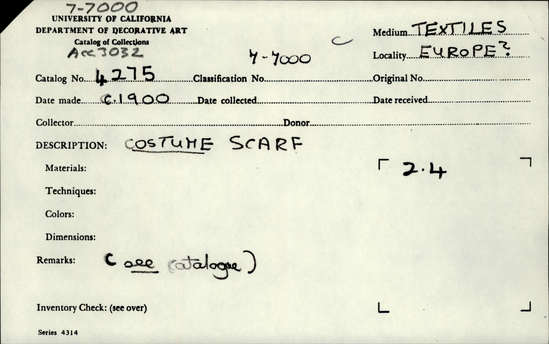 7-7000
UNIVERSITY OF CALIFORNIA
DEPARTMENT OF DECORATIVE ART
Catalog of Collections
Acc 3032
Medium TEXTILES
C
7-7000
Locality EUROPE?
Catalog No. 4275 Classification No. Original No.
Date made C.1900 Date collected Date received
Collector Donor
DESCRIPTION: COSTUME SCARF
Materials: 2.4
Techniques:
Colors:
Dimensions:
Remarks: (see catalogue)
Inventory Check: (see over)
Series 4314